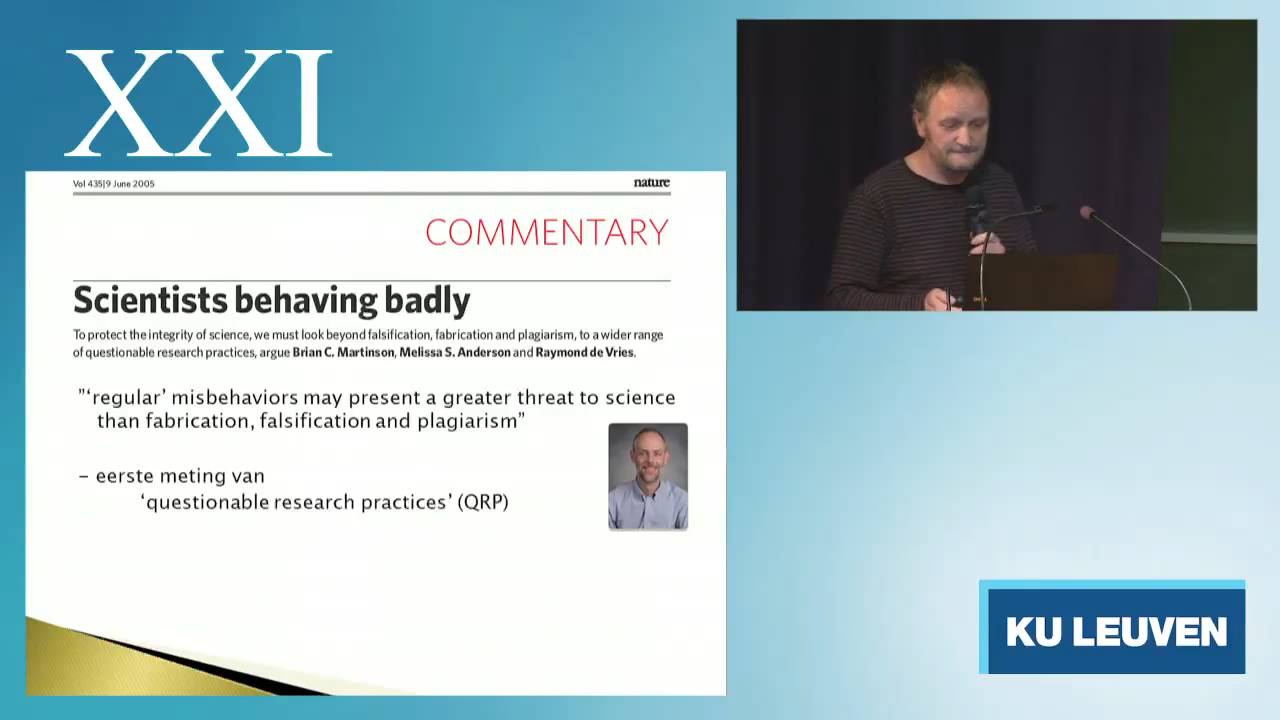 XXI
Vol 435|9 June 2005
nature
COMMENTARY
Scientists behaving badly
To protect the integrity of science, we must look beyond falsification, fabrication and plagiarism, to a wider range
of questionable research practices, argue Brian C. Martinson, Melissa S. Anderson and Raymond de Vries.
"‘regular’ misbehaviors may present a greater threat to science
than fabrication, falsification and plagiarism”
– eerste meting van
‘questionable research practices’ (QRP)
KU LEUVEN